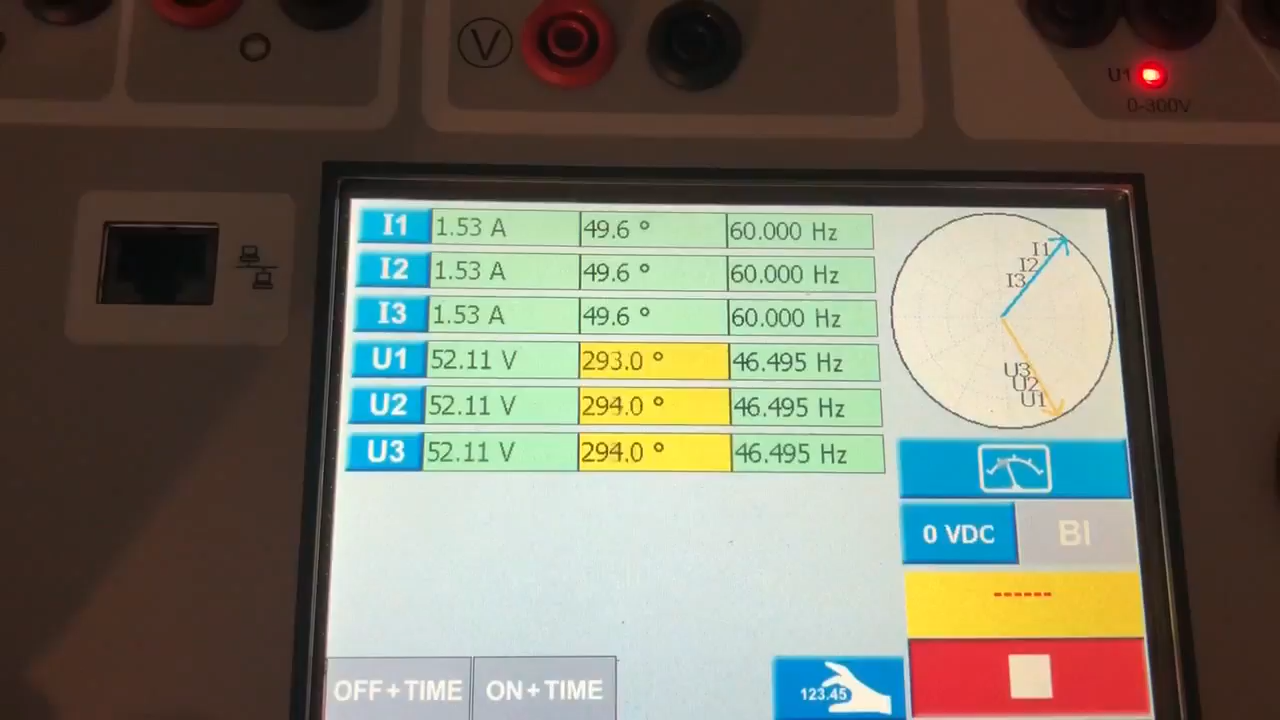 V
U1
0-300V
I1 1.53 A 49.6 ° 60.000 Hz
I2 1.53 A 49.6 ° 60.000 Hz
I3 1.53 A 49.6 ° 60.000 Hz
U1 52.11 V 293.0 ° 46.495 Hz
U2 52.11 V 294.0 ° 46.495 Hz
U3 52.11 V 294.0 ° 46.495 Hz
I1
I2
I3
U3
U2
U1
0 VDC BI
------
OFF+TIME ON+TIME 123.45